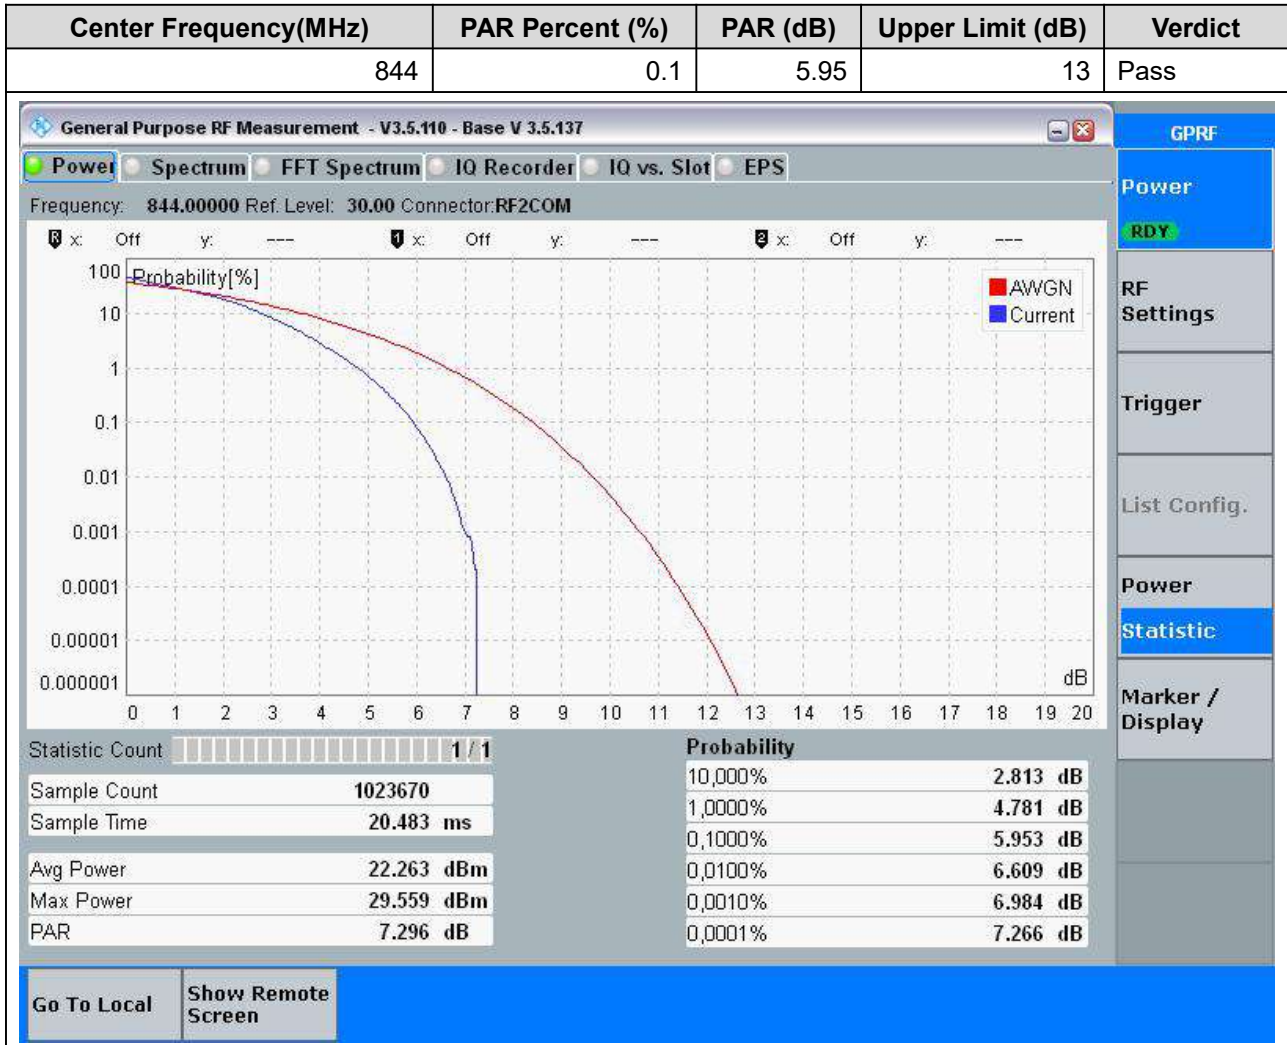 Center Frequency(MHz) PAR Percent (%) PAR (dB) Upper Limit (dB) Verdict
844 0.1 5.95 13 Pass
General Purpose RF Measurement - V3.5.110 - Base V 3.5.137
GPRF
Power Spectrum FFT Spectrum IQ Recorder IQ vs. Slot EPS
Power
RDY
Frequency: 844.00000 Ref. Level: 30.00 Connector:RF2COM
R x: Off y: --- 1 x: Off y: --- 2 x: Off y: ---
Probability[%]
AWGN
Current
100
10
1
0.1
0.01
0.001
0.0001
0.00001
0.000001
dB
0 1 2 3 4 5 6 7 8 9 10 11 12 13 14 15 16 17 18 19 20
RF
Settings
Trigger
List Config.
Power
Statistic
Marker /
Display
Statistic Count 1 / 1
Sample Count 1023670
Sample Time 20.483 ms
Avg Power 22.263 dBm
Max Power 29.559 dBm
PAR 7.296 dB
Probability
10,000% 2.813 dB
1,0000% 4.781 dB
0,1000% 5.953 dB
0,0100% 6.609 dB
0,0010% 6.984 dB
0,0001% 7.266 dB
Go To Local
Show Remote
Screen